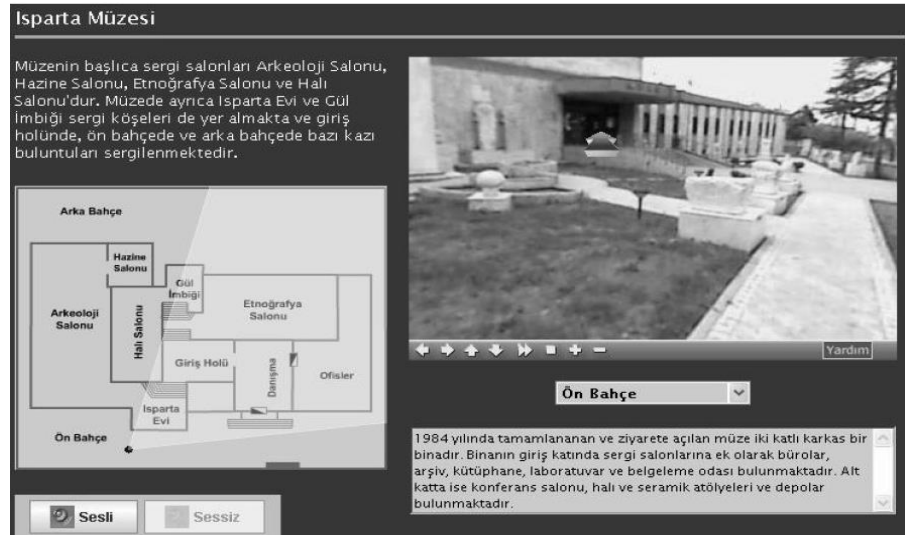 Isparta Müzesi
Müzenin başlıca sergi salonları Arkeoloji Salonu,
Hazine Salonu, Etnoğrafya Salonu ve Halı
Salonu'dur. Müzede ayrıca Isparta Evi ve Gül
İmbiği sergi köşeleri de yer almakta ve giriş
holünde, ön bahçede ve arka bahçede bazı kazı
buluntuları sergilenmektedir.
Arka Bahçe
Hazine
Salonu
Gül
İmbiği
Etnoğrafya
Salonu
Arkeoloji
Salonu
Halı Salonu
Giriş Holü
Danışma
Ofisler
Isparta
Evi
Ön Bahçe
Sesli
Sessiz
Yardım
Ön Bahçe
1984 yılında tamamlananan ve ziyarete açılan müze iki katlı karkas bir
binadır. Binanın giriş katında sergi salonlarına ek olarak bürolar,
arşiv, kütüphane, laboratuvar ve belgeleme odası bulunmaktadır. Alt
katta ise konferans salonu, halı ve seramik atölyeleri ve depolar
bulunmaktadır.